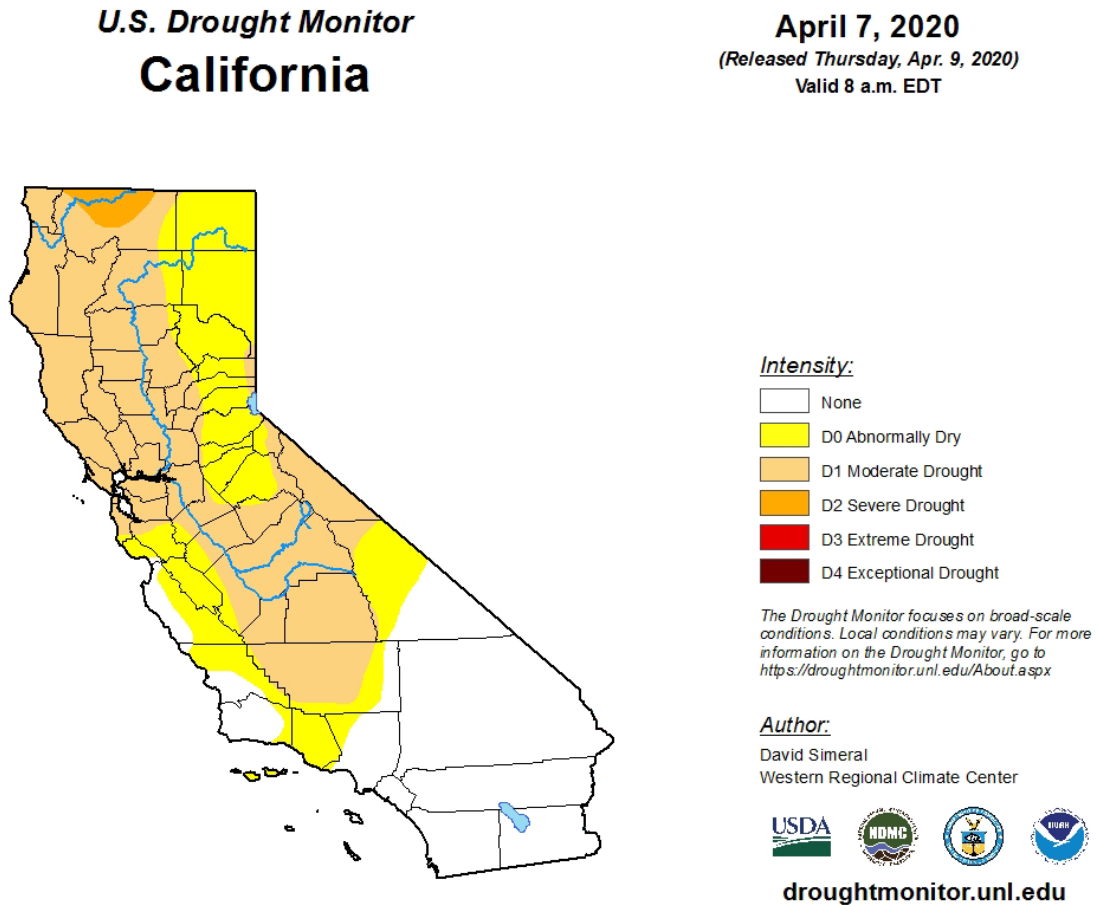 U.S. Drought Monitor
California
April 7, 2020
(Released Thursday, Apr. 9, 2020)
Valid 8 a.m. EDT
Intensity:
None
D0 Abnormally Dry
D1 Moderate Drought
D2 Severe Drought
D3 Extreme Drought
D4 Exceptional Drought
The Drought Monitor focuses on broad-scale
conditions. Local conditions may vary. For more
information on the Drought Monitor, go to
https://droughtmonitor.unl.edu/About.aspx
Author:
David Simeral
Western Regional Climate Center
USDA
NDMC
droughtmonitor.unl.edu